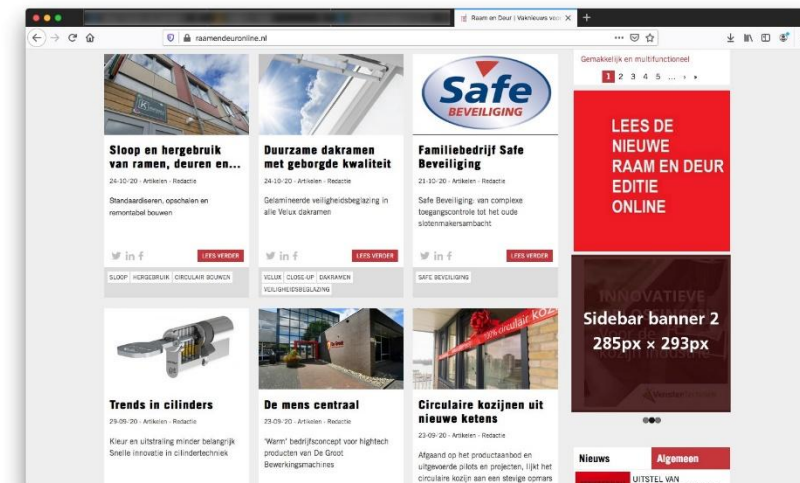 Raam en Deur | Vaknieuws voor
raamendeuronline.nl
Safe
BEVEILIGING
Sloop en hergebruik
van ramen, deuren en...
24-10-'20 - Artikelen - Redactie
Standaardiseren, opschalen en
remontabel bouwen
LEES VERDER
SLOOP HERGEBRUIK CIRCULAIR BOUWEN
Duurzame dakramen
met geborgde kwaliteit
24-10-'20 - Artikelen - Redactie
Gelamineerde veiligheidsbeglazing in
alle Velux dakramen
LEES VERDER
VELUX CLOSE-UP DAKRAMEN
VEILIGHEIDSBEGLAZING
Familiebedrijf Safe
Beveiliging
21-10-'20 - Artikelen - Redactie
Safe Beveiliging: van complexe
toegangscontrole tot het oude
slotenmakersambacht
LEES VERDER
SAFE BEVEILIGING
100% circulair KOZ
Trends in cilinders
29-09-'20 - Artikelen - Redactie
Kleur en uitstraling minder belangrijk
Snelle innovatie in cilindertechniek
De mens centraal
23-09-'20 - Artikelen - Redactie
'Warm' bedrijfsconcept voor hightech
producten van De Groot
Bewerkingsmachines
Circulaire kozijnen uit
nieuwe ketens
23-09-'20 - Artikelen - Redactie
Afgaand op het productaanbod en
uitgevoerde pilots en projecten, lijkt het
circulaire kozijn aan een stevige opmars
Gemakkelijk en multifunctioneel
1 2 3 4 5 ... › »
LEES DE
NIEUWE
RAAM EN DEUR
EDITIE
ONLINE
INNOVATIEVE
Sidebar banner 2
285px × 293px
kozijn industrie
Nieuws Algemeen
UITSTEL VAN